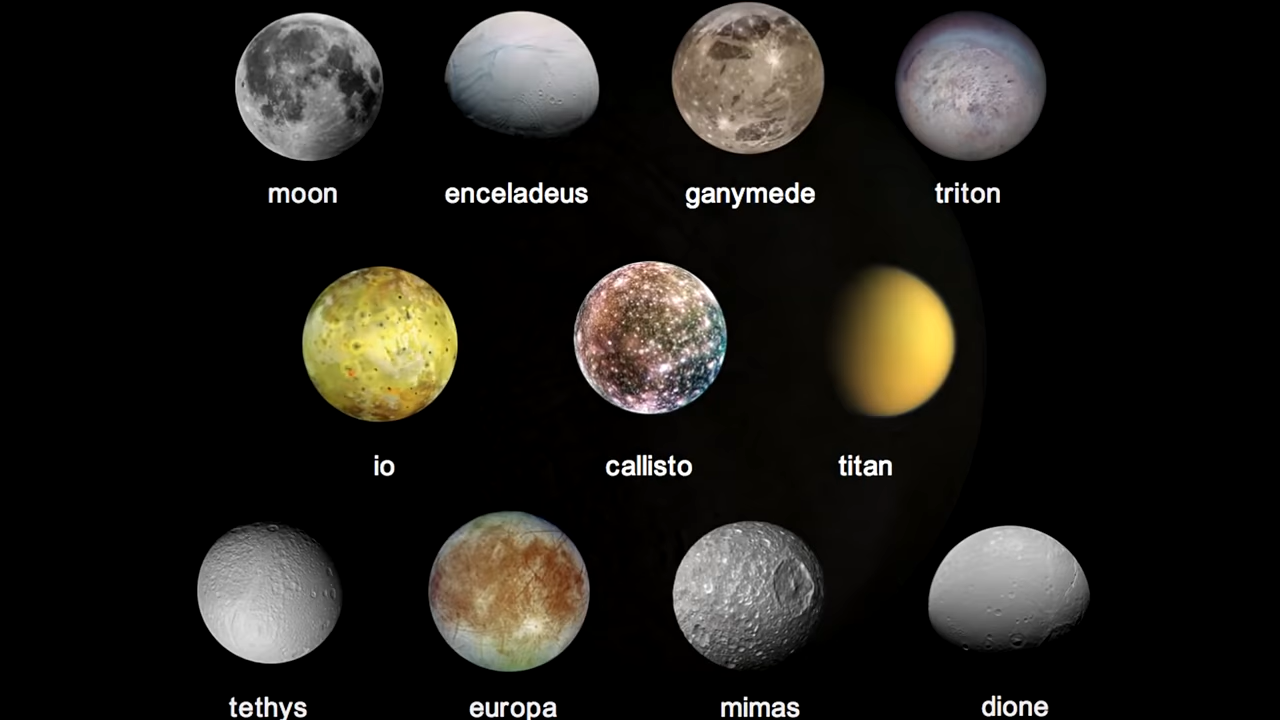 moon enceladeus ganymede triton
io callisto titan
tethys europa mimas dione